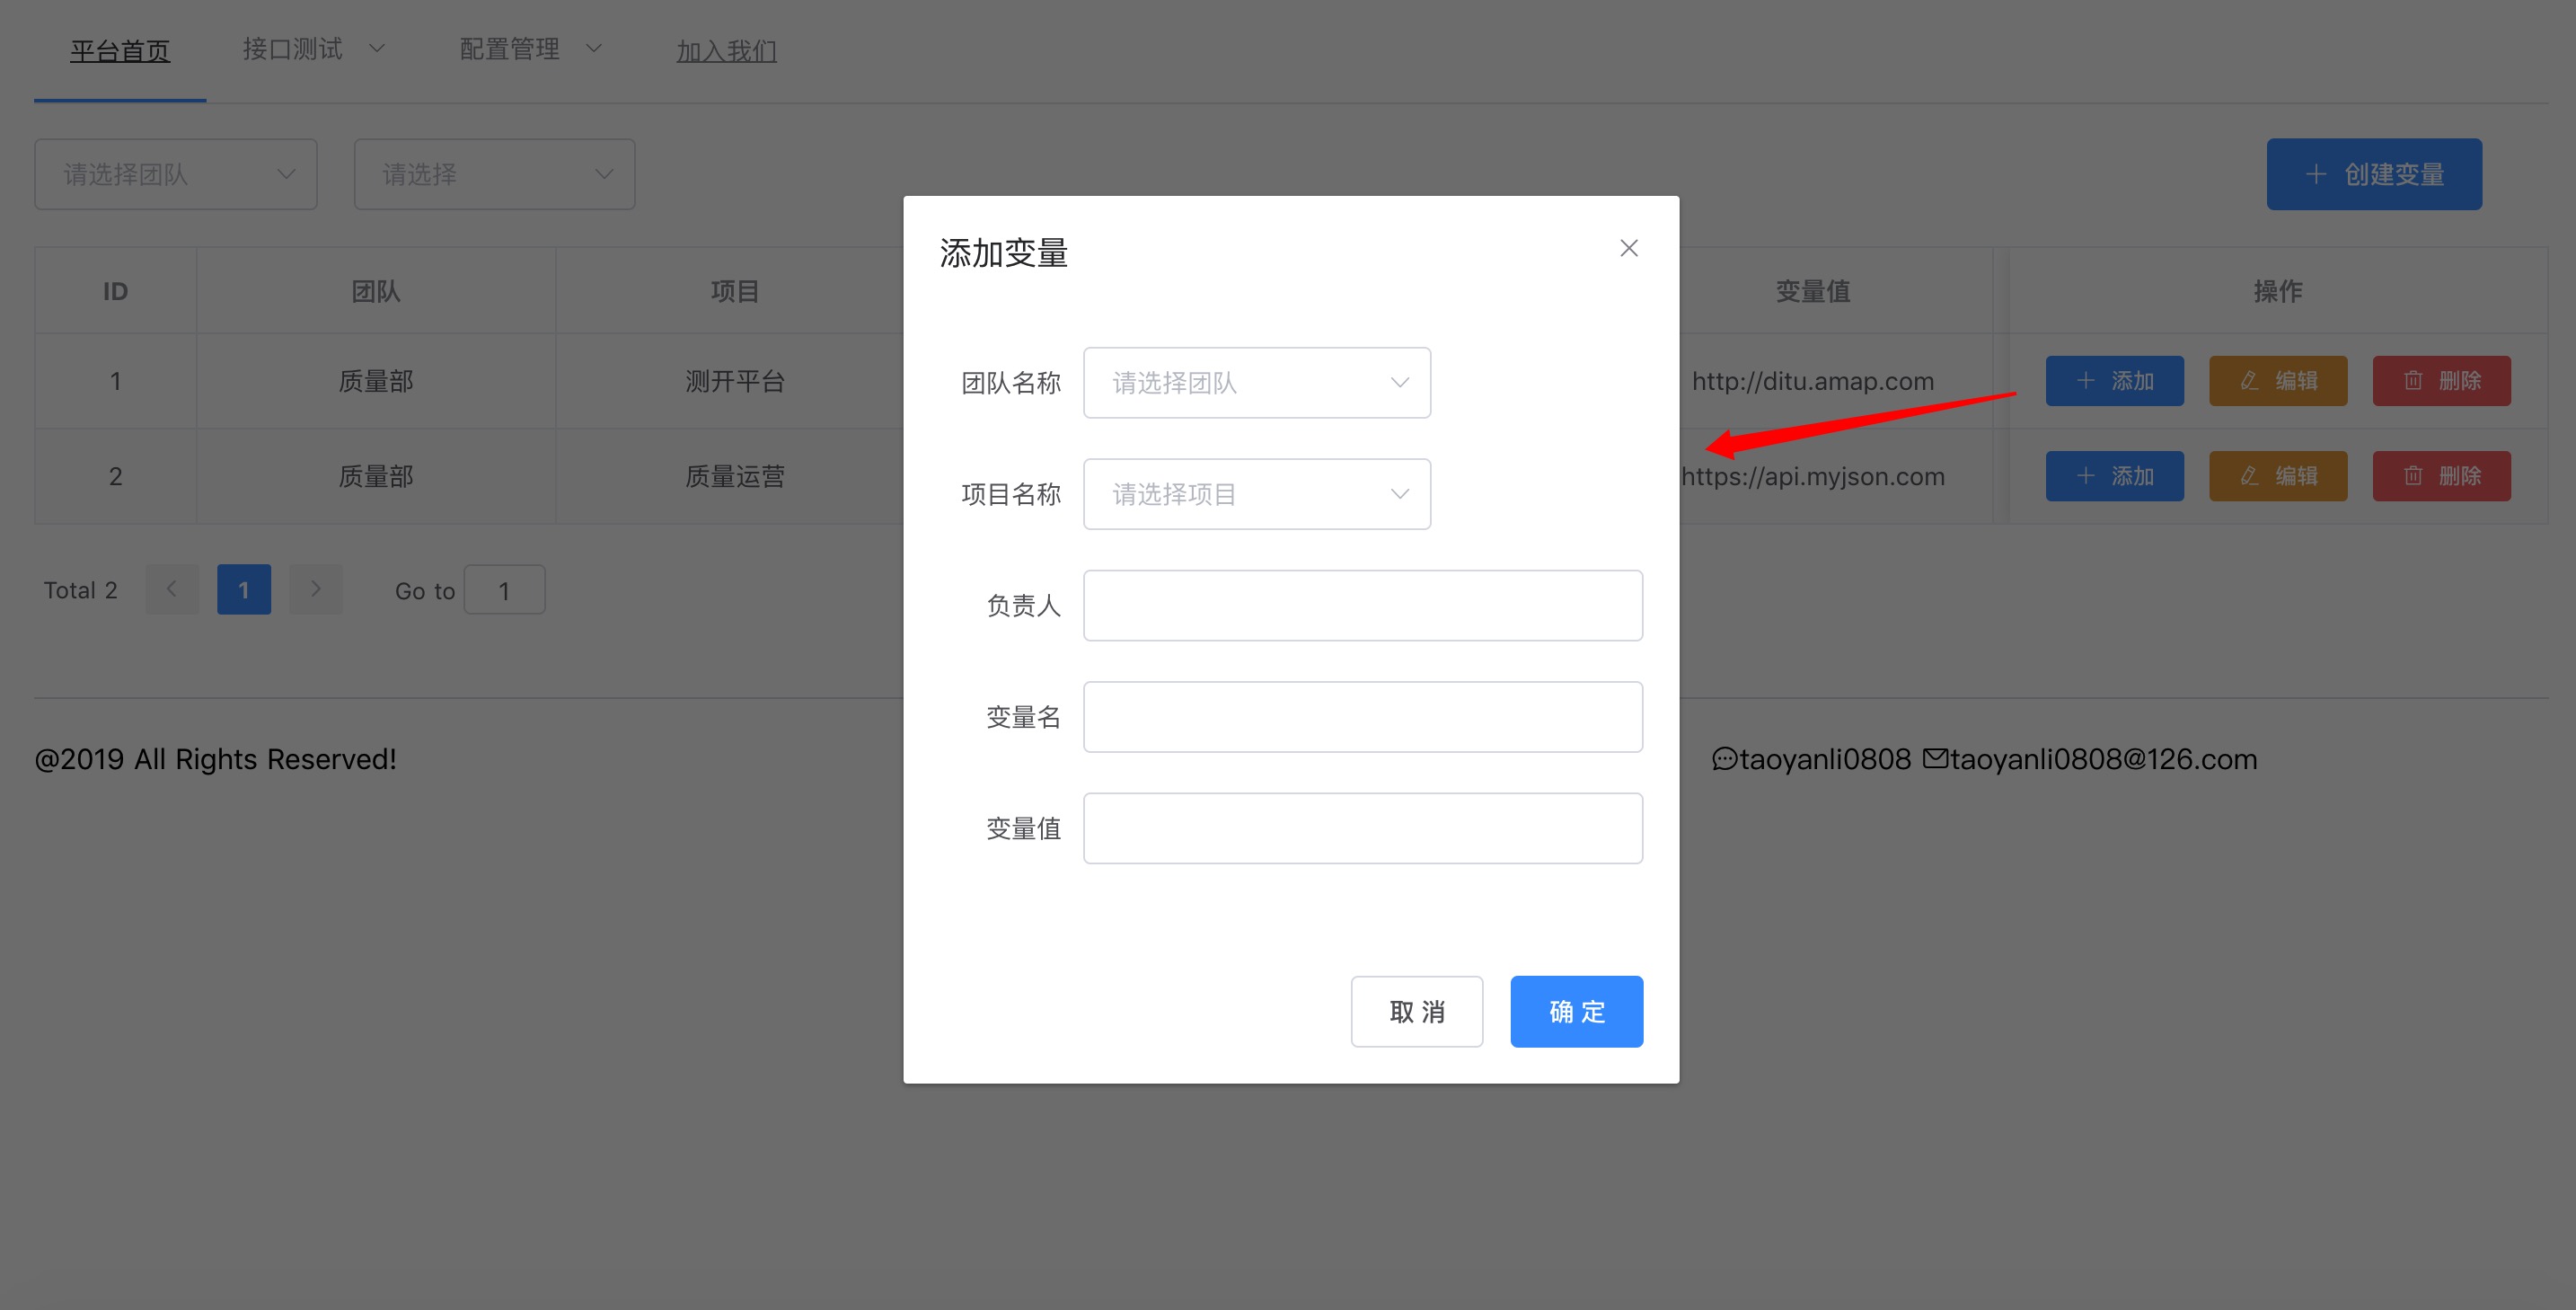 平台首页 接口测试 配置管理 加入我们
请选择团队 请选择 创建变量
ID 团队 项目 变量值 操作
1 质量部 测开平台 http://ditu.amap.com 添加 编辑 删除
2 质量部 质量运营 https://api.myjson.com 添加 编辑 删除
Total 2 1 Go to 1
@2019 All Rights Reserved! taoyanli0808 taoyanli0808@126.com
添加变量
团队名称 请选择团队
项目名称 请选择项目
负责人
变量名
变量值
取 消 确 定